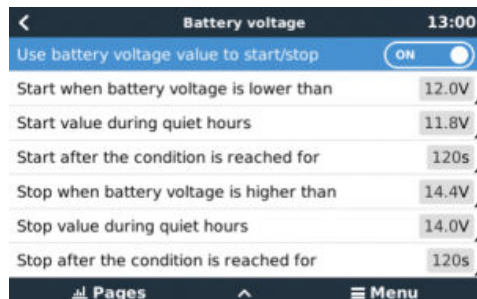 Battery voltage 13:00
Use battery voltage value to start/stop ON
Start when battery voltage is lower than 12.0V
Start value during quiet hours 11.8V
Start after the condition is reached for 120s
Stop when battery voltage is higher than 14.4V
Stop value during quiet hours 14.0V
Stop after the condition is reached for 120s
Pages Menu